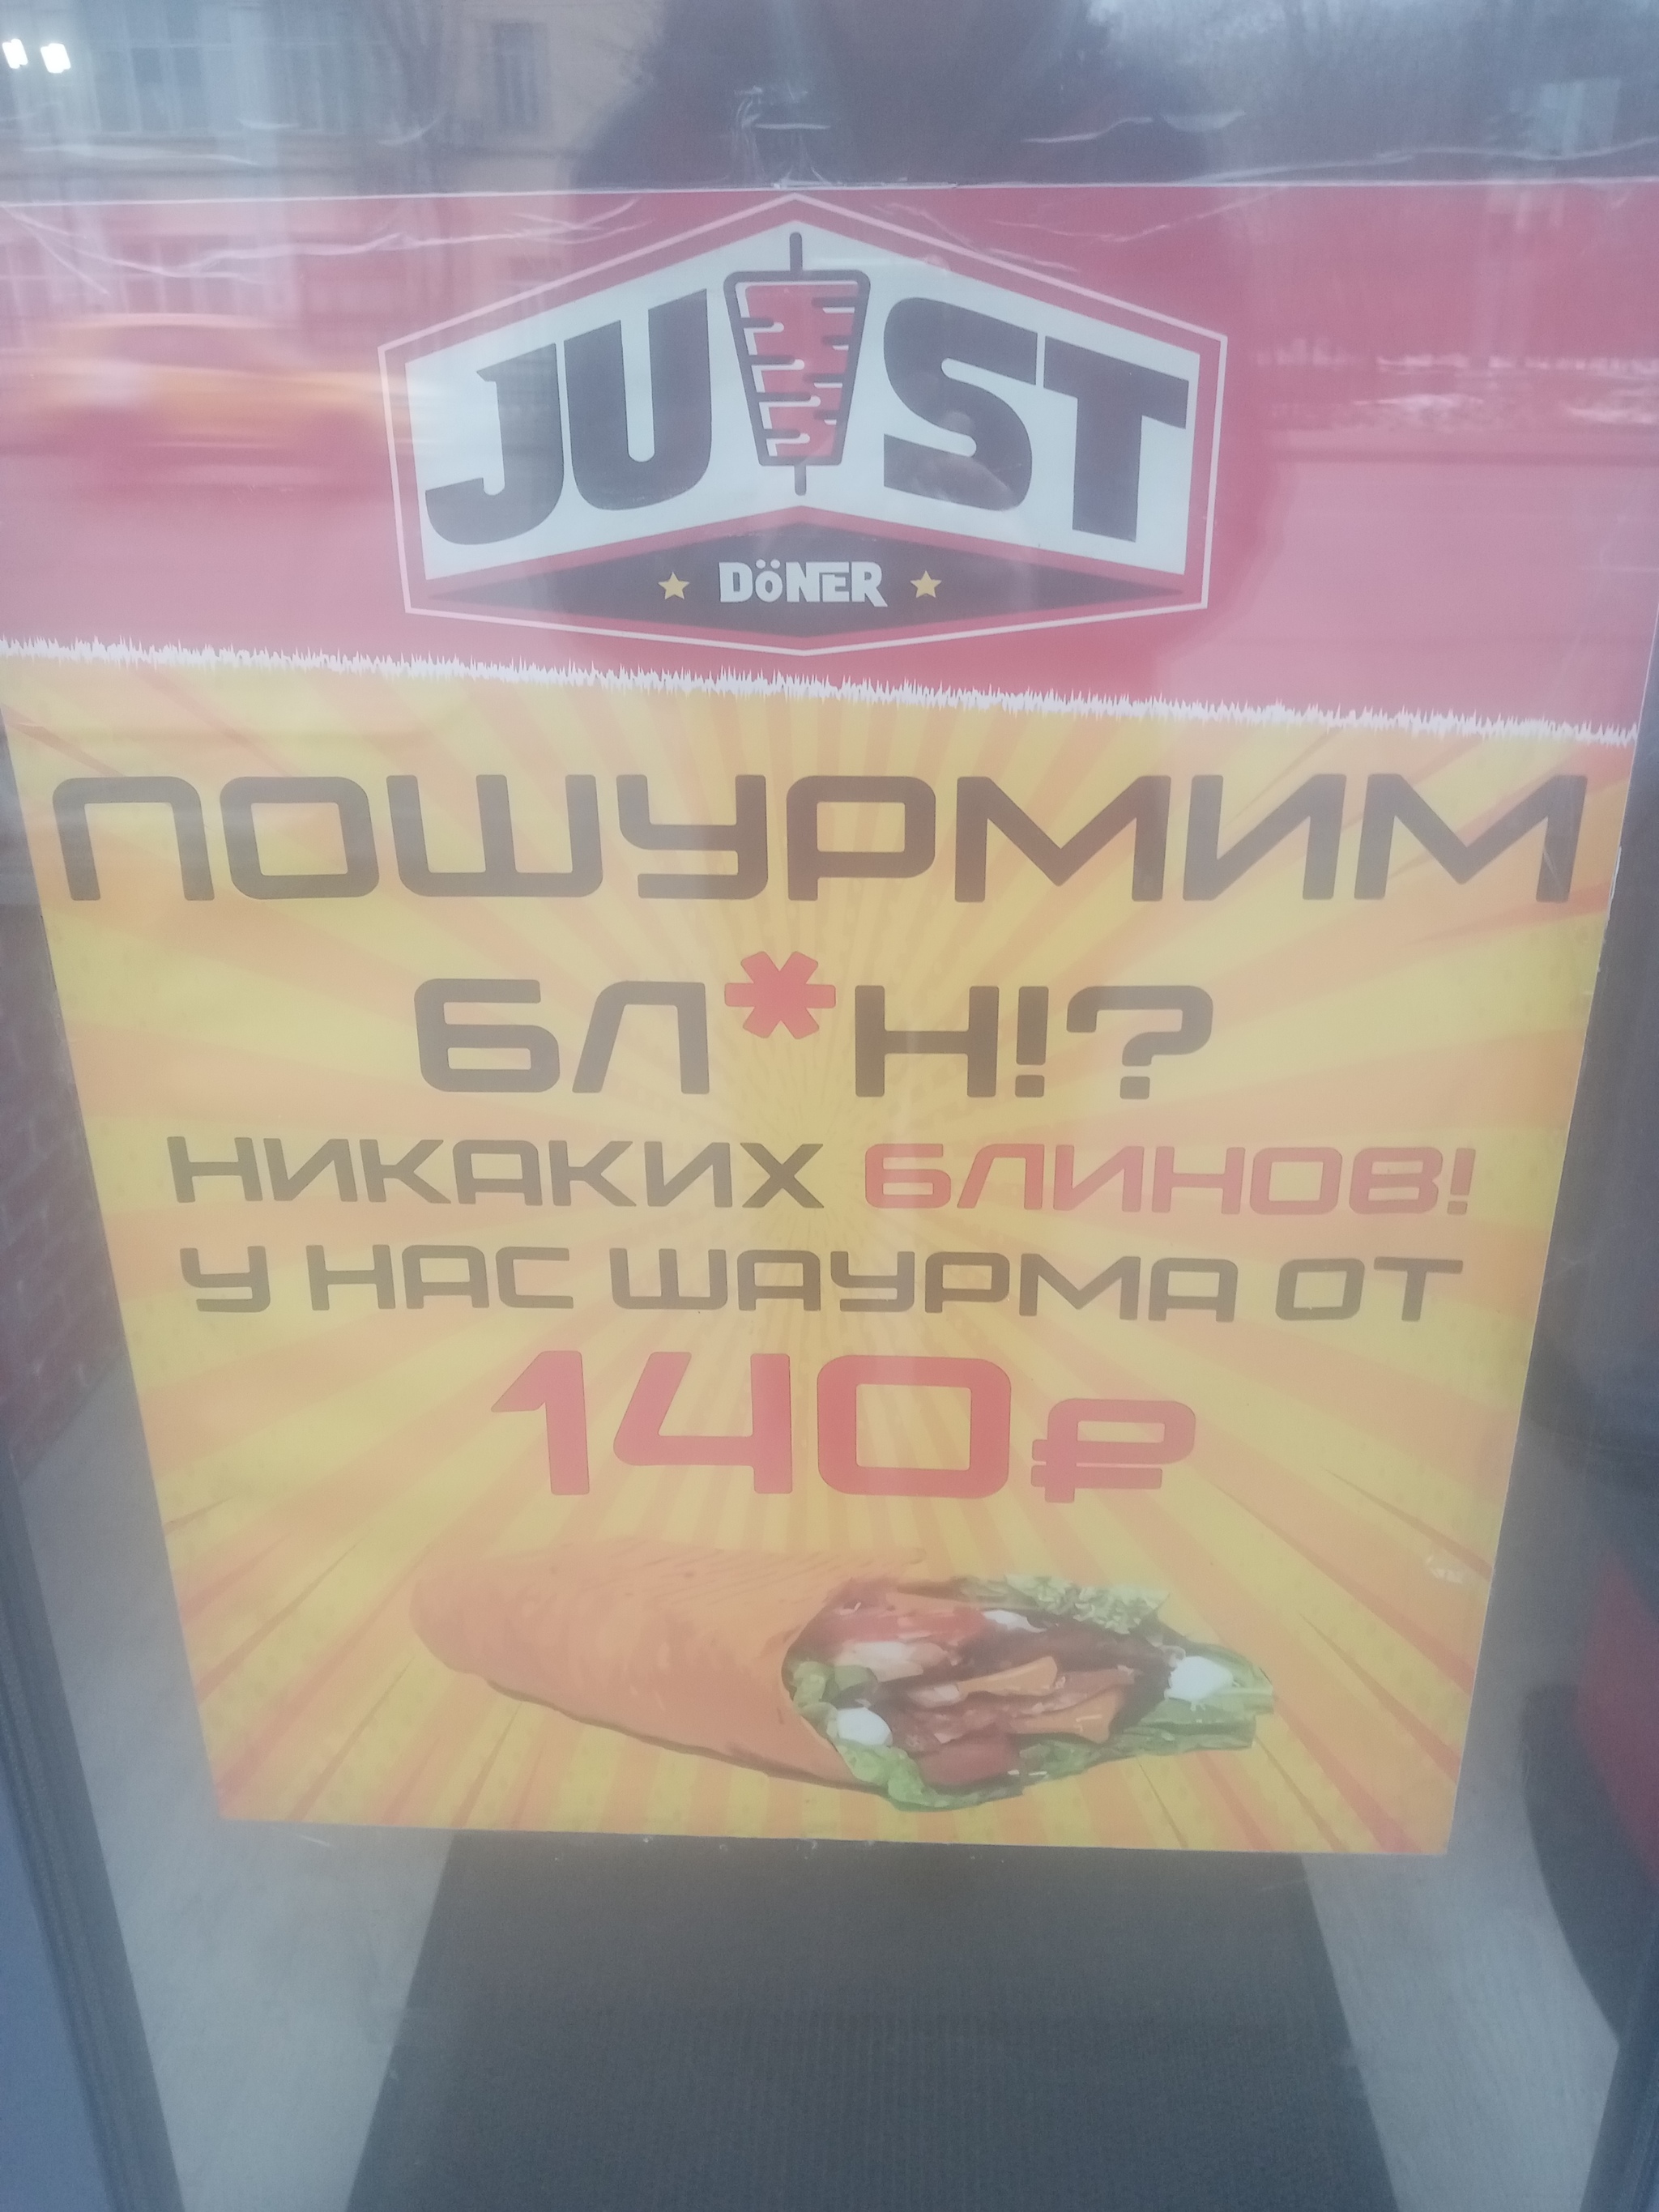 JUST
DÖNER
ПОШУРМИМ
БЛ*Н!?
НИКАКИХ БЛИНОВ!
У НАС ШАУРМА ОТ
140₽